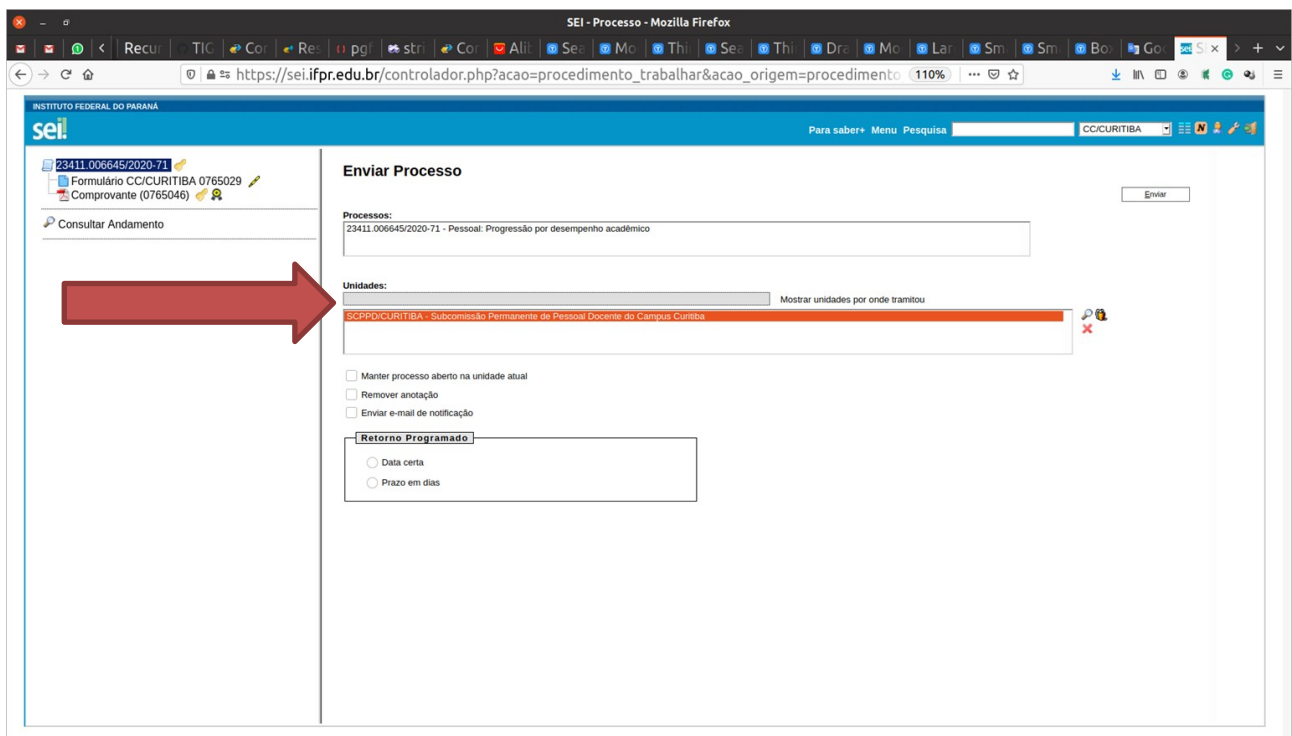 SEI - Processo - Mozilla Firefox
Recur TIG Cor Res pgf stri Cor Alib Sea Mo Thi Sea Thi Dra Mo Lar Sm Sm Box Goo SE
https://sei.ifpr.edu.br/controlador.php?acao=procedimento_trabalhar&acao_origem=procedimento 110%
INSTITUTO FEDERAL DO PARANÁ
sei!
Para saber+ Menu Pesquisa CC/CURITIBA
23411.006645/2020-71
Formulário CC/CURITIBA 0765029
Comprovante (0765046)
Consultar Andamento
Enviar Processo
Enviar
Processos:
23411.006645/2020-71 - Pessoal: Progressão por desempenho acadêmico
Unidades:
Mostrar unidades por onde tramitou
SCPPD/CURITIBA - Subcomissão Permanente de Pessoal Docente do Campus Curitiba
Manter processo aberto na unidade atual
Remover anotação
Enviar e-mail de notificação
Retorno Programado
Data certa
Prazo em dias